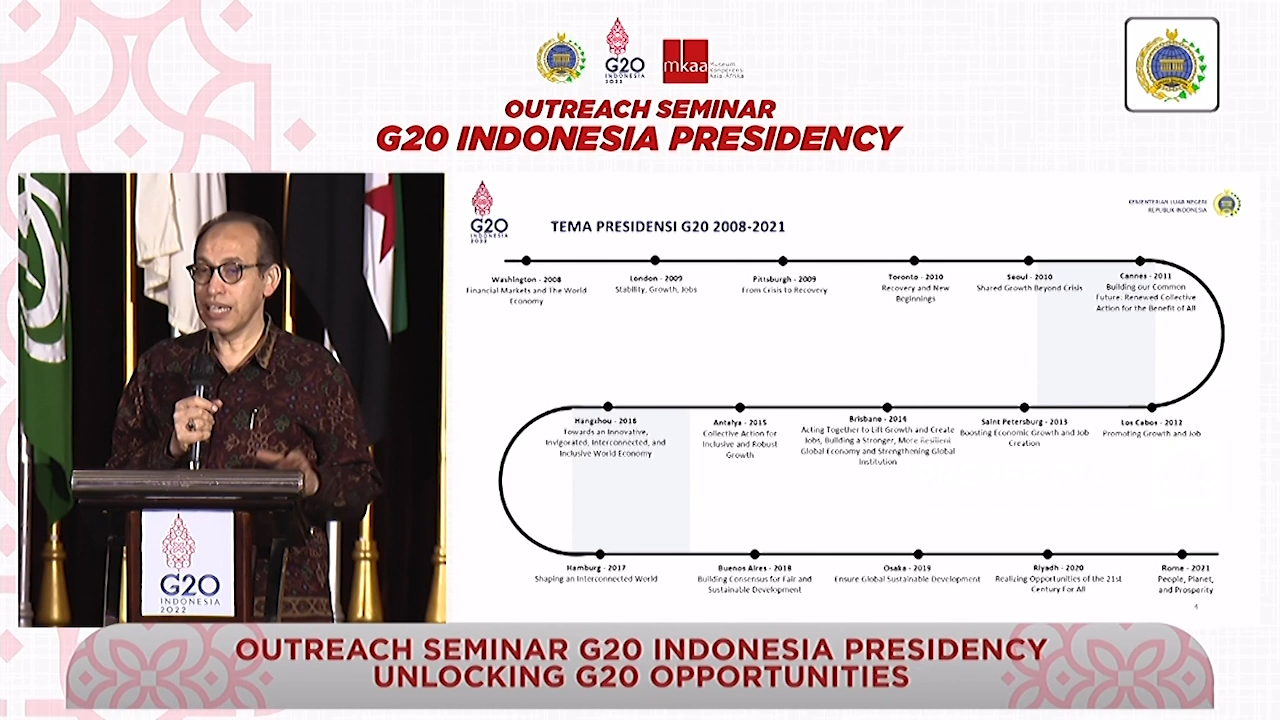 G20
INDONESIA
2022
mkaa
museum
konperensi
asia-afrika
OUTREACH SEMINAR
G20 INDONESIA PRESIDENCY
G20
INDONESIA
2022
TEMA PRESIDENSI G20 2008-2021
KEMENTERIAN LUAR NEGERI
REPUBLIK INDONESIA
Washington - 2008
Financial Markets and The World
Economy
London - 2009
Stability, Growth, Jobs
Pittsburgh - 2009
From Crisis to Recovery
Toronto - 2010
Recovery and New
Beginnings
Seoul - 2010
Shared Growth Beyond Crisis
Cannes - 2011
Building our Common
Future: Renewed Collective
Action for the Benefit of All
Hangzhou - 2016
Towards an Innovative,
Invigorated, Interconnected, and
Inclusive World Economy
Antalya - 2015
Collective Action for
Inclusive and Robust
Growth
Brisbane - 2014
Acting Together to Lift Growth and Create
Jobs, Building a Stronger, More Resilient
Global Economy and Strengthening Global
Institution
Saint Petersburg - 2013
Boosting Economic Growth and Job
Creation
Los Cabos - 2012
Promoting Growth and Job
Hamburg - 2017
Shaping an Interconnected World
Buenos Aires - 2018
Building Consensus for Fair and
Sustainable Development
Osaka - 2019
Ensure Global Sustainable Development
Riyadh - 2020
Realizing Opportunities of the 21st
Century For All
Rome - 2021
People, Planet,
and Prosperity
4
G20
INDONESIA
2022
OUTREACH SEMINAR G20 INDONESIA PRESIDENCY
UNLOCKING G20 OPPORTUNITIES